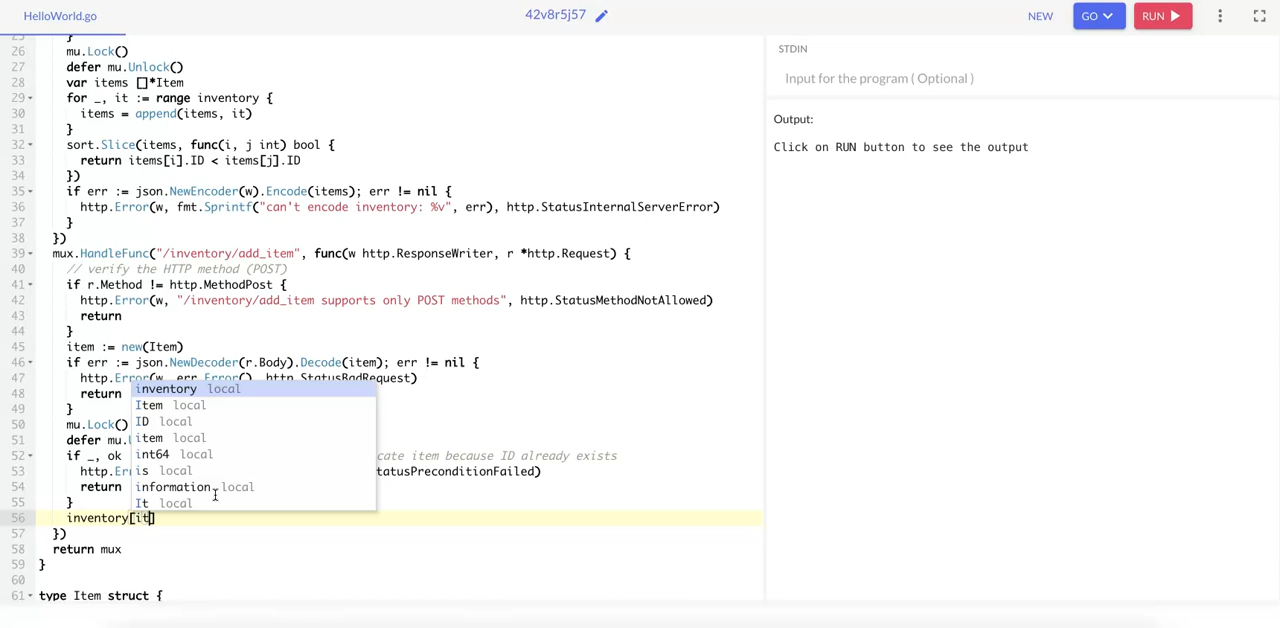 HelloWorld.go
42v8r5j57
NEW
GO
RUN
26 mu.Lock()
27 defer mu.Unlock()
28 var items []*Item
29 for _, it := range inventory {
30 items = append(items, it)
31 }
32 sort.Slice(items, func(i, j int) bool {
33 return items[i].ID < items[j].ID
34 })
35 if err := json.NewEncoder(w).Encode(items); err != nil {
36 http.Error(w, fmt.Sprintf("can't encode inventory: %v", err), http.StatusInternalServerError)
37 }
38 })
39 mux.HandleFunc("/inventory/add_item", func(w http.ResponseWriter, r *http.Request) {
40 // verify the HTTP method (POST)
41 if r.Method != http.MethodPost {
42 http.Error(w, "/inventory/add_item supports only POST methods", http.StatusMethodNotAllowed)
43 return
44 }
45 item := new(Item)
46 if err := json.NewDecoder(r.Body).Decode(item); err != nil {
47 http.Error(w, err.Error(), http.StatusBadRequest)
48 return
49 }
50 mu.Lock()
51 defer mu.
52 if _, ok cate item because ID already exists
53 http.Er tatusPreconditionFailed)
54 return
55 }
56 inventory[it]
57 })
58 return mux
59 }
60
61 type Item struct {
inventory local
Item local
ID local
item local
int64 local
is local
information local
It local
STDIN
Input for the program ( Optional )
Output:
Click on RUN button to see the output